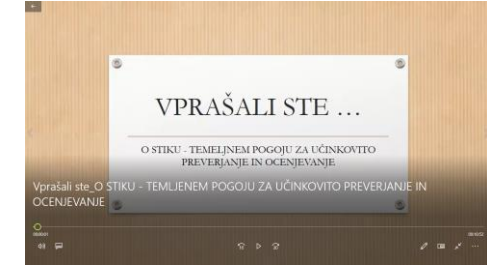 VPRAŠALI STE …
O STIKU - TEMELJNEM POGOJU ZA UČINKOVITO
PREVERJANJE IN OCENJEVANJE
Vprašali ste_O STIKU - TEMLJENEM POGOJU ZA UČINKOVITO PREVERJANJE IN
OCENJEVANJE